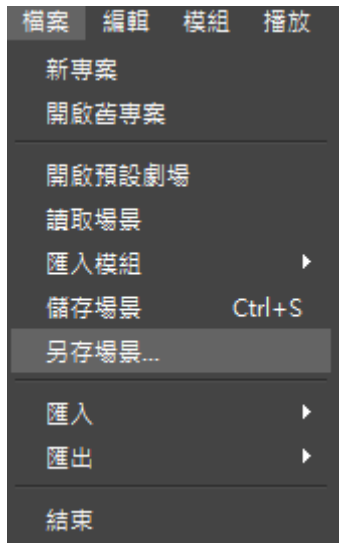 檔案 編輯 模組 播放
新專案
開啟舊專案
開啟預設劇場
讀取場景
匯入模組
儲存場景 Ctrl+S
另存場景...
匯入
匯出
結束